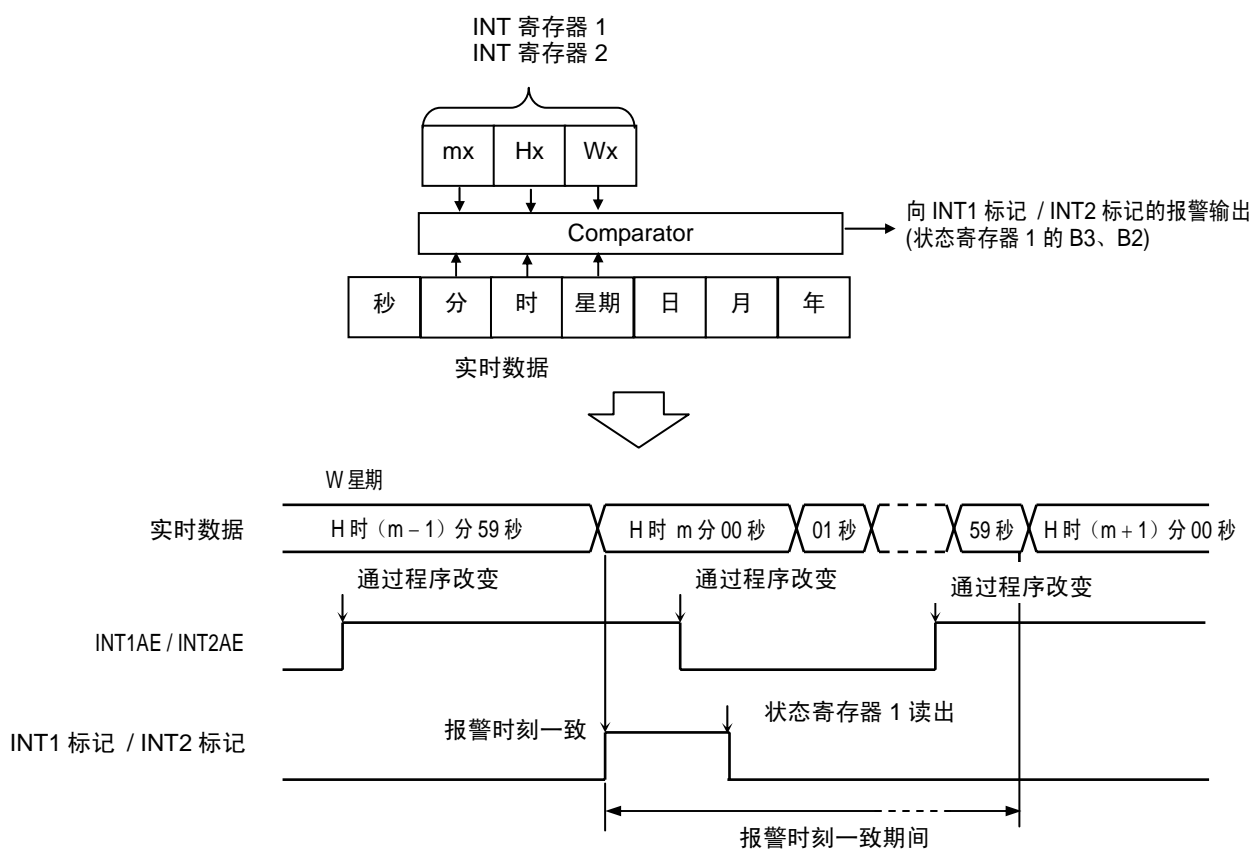 INT 寄存器 1
INT 寄存器 2
mx Hx Wx
Comparator
向 INT1 标记 / INT2 标记的报警输出
(状态寄存器 1 的 B3、B2)
秒 分 时 星期 日 月 年
实时数据
W 星期
实时数据
H 时（m – 1）分 59 秒 H 时 m 分 00 秒 01 秒 59 秒 H 时（m + 1）分 00 秒
通过程序改变 通过程序改变 通过程序改变
INT1AE / INT2AE
状态寄存器 1 读出
报警时刻一致
INT1 标记 / INT2 标记
报警时刻一致期间